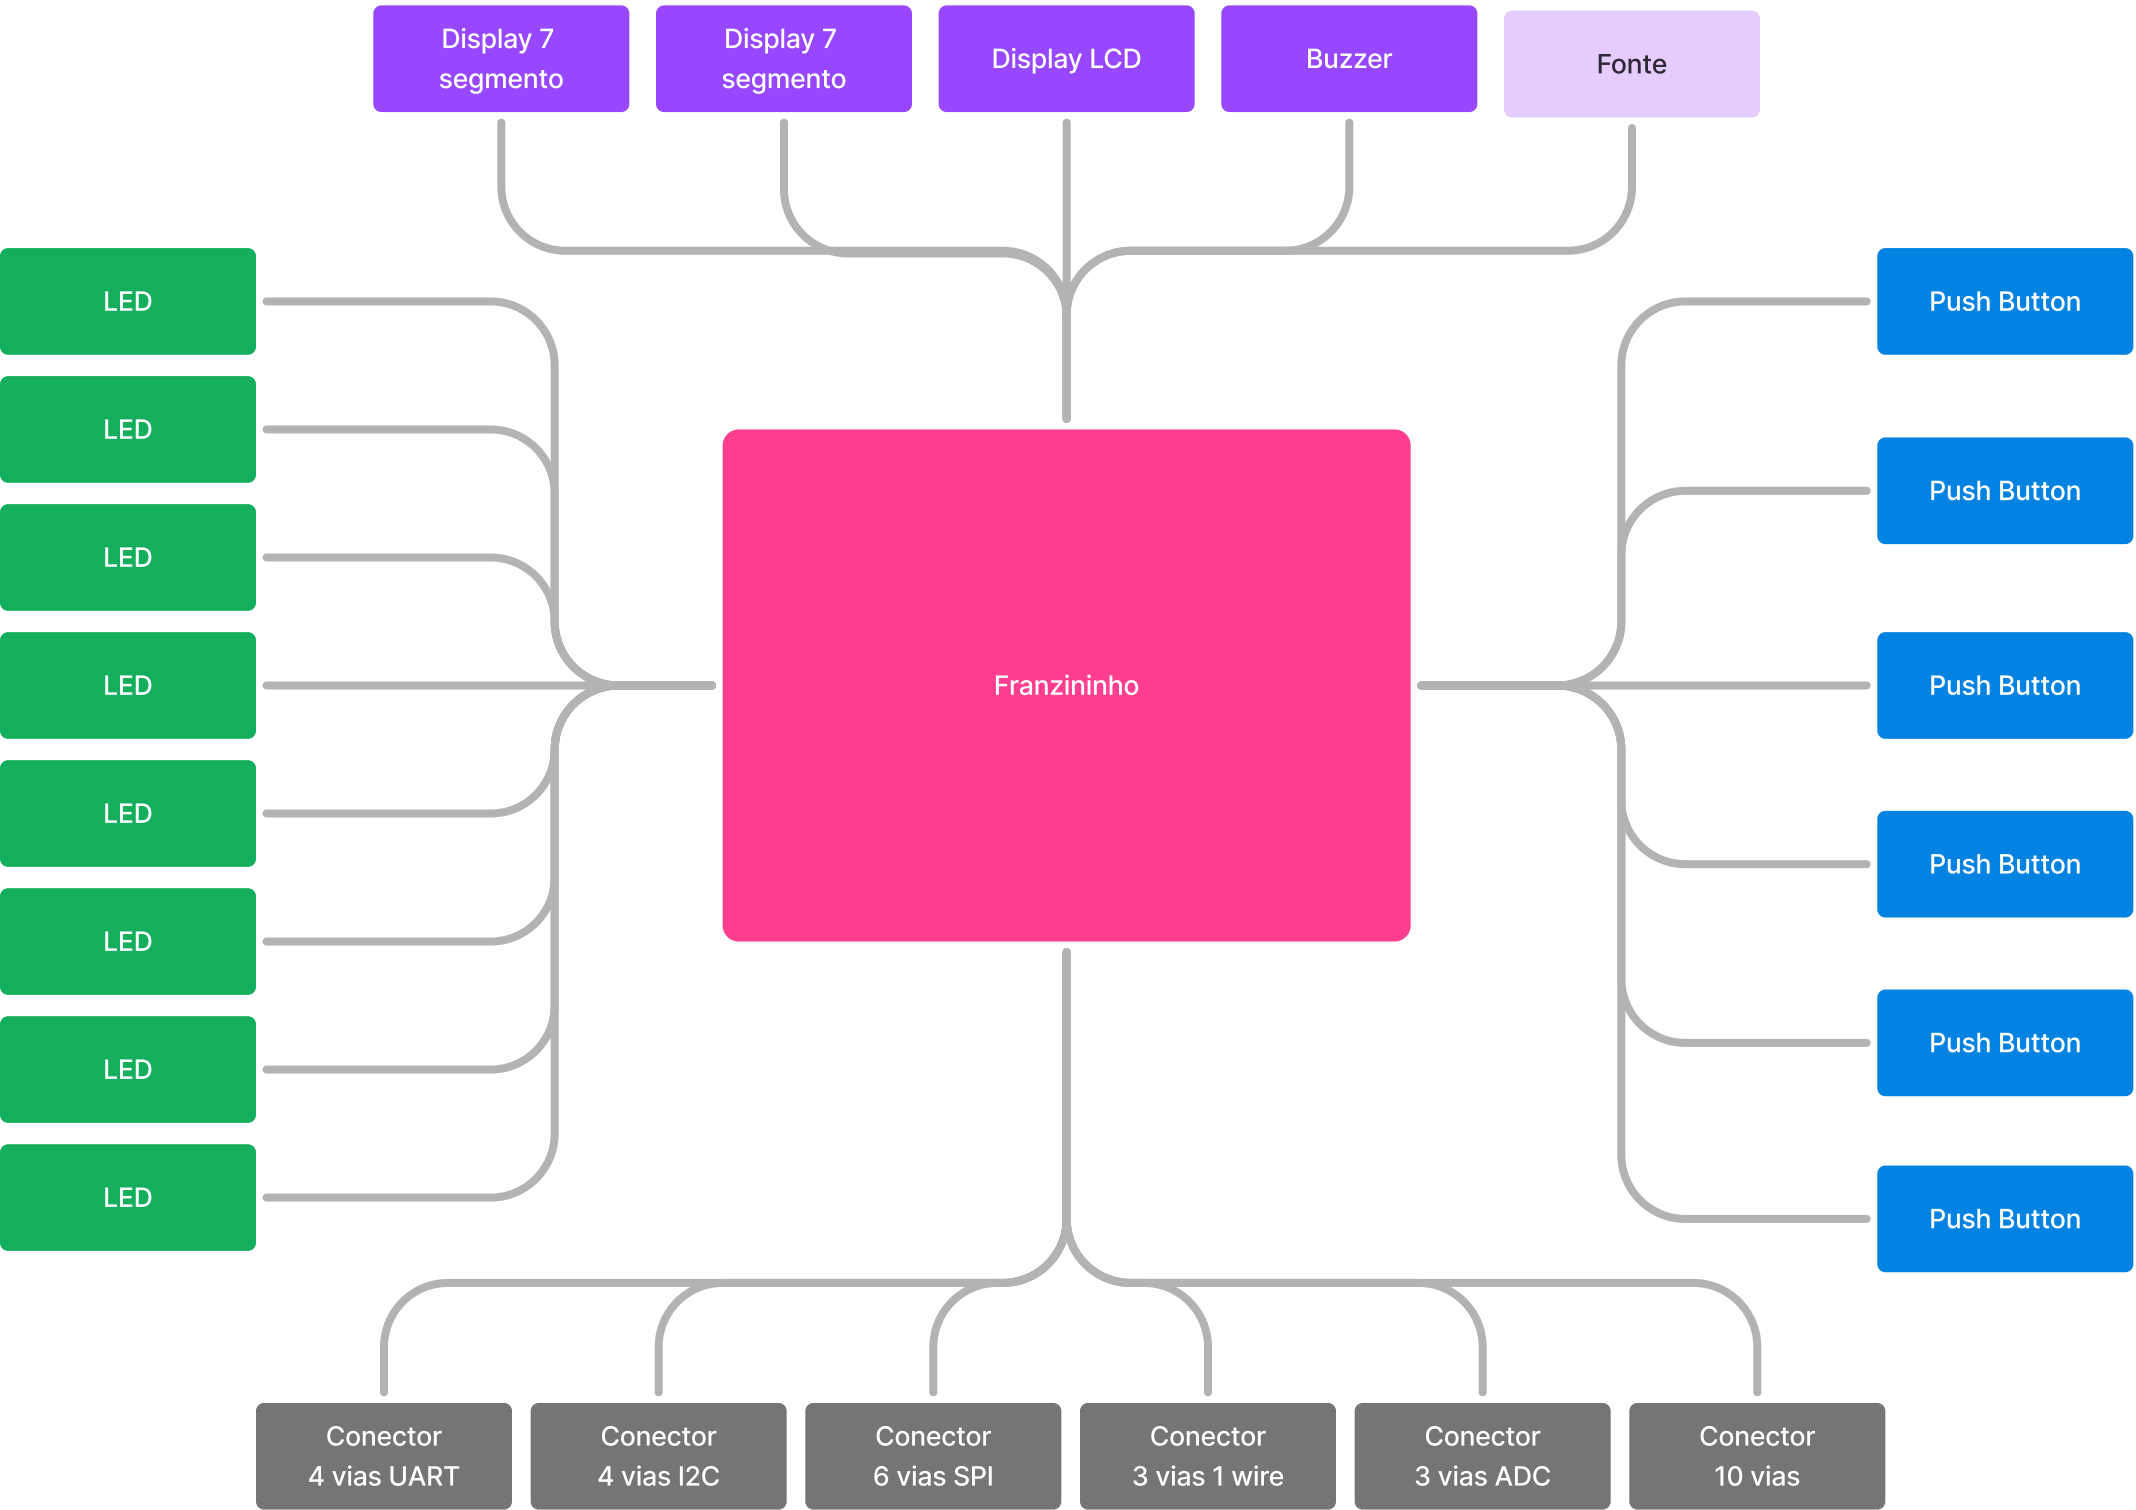 Display 7
segmento
Display 7
segmento
Display LCD
Buzzer
Fonte
LED
LED
LED
LED
LED
LED
LED
LED
Franzininho
Push Button
Push Button
Push Button
Push Button
Push Button
Push Button
Conector
4 vias UART
Conector
4 vias I2C
Conector
6 vias SPI
Conector
3 vias 1 wire
Conector
3 vias ADC
Conector
10 vias